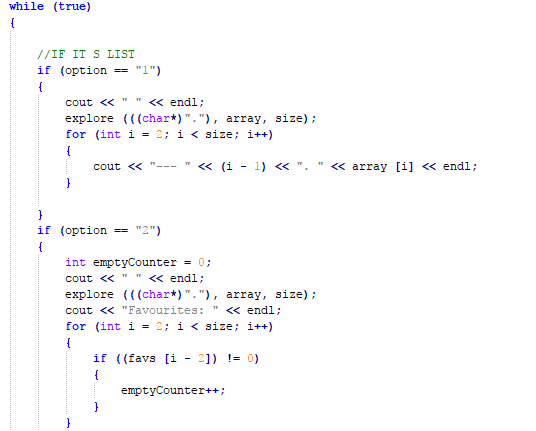 while (true)
{
//IF IT S LIST
if (option == "1")
{
cout << " " << endl;
explore (((char*)"."), array, size);
for (int i = 2; i < size; i++)
{
cout << "--- " << (i - 1) << ". " << array [i] << endl;
}
}
if (option == "2")
{
int emptyCounter = 0;
cout << " " << endl;
explore (((char*)"."), array, size);
cout << "Favourites: " << endl;
for (int i = 2; i < size; i++)
{
if ((favs [i - 2]) != 0)
{
emptyCounter++;
}
}